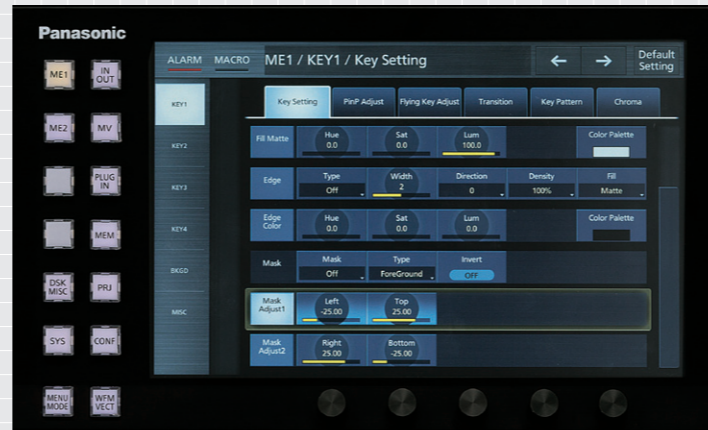 Panasonic
ALARM MACRO ME1 / KEY1 / Key Setting ← → Default Setting
ME1 IN OUT
KEY1
Key Setting PinP Adjust Flying Key Adjust Transition Key Pattern Chroma
ME2 MV
KEY2
Fill Matte Hue 0.0 Sat 0.0 Lum 100.0 Color Palette
PLUG IN
KEY3
Edge Type Off Width 2 Direction 0 Density 100% Fill Matte
MEM
KEY4
Edge Color Hue 0.0 Sat 0.0 Lum 0.0 Color Palette
BKGD
Mask Mask Off Type ForeGround Invert OFF
DSK MISC PRJ
MISC
Mask Adjust1 Left -25.00 Top 25.00
SYS CONF
Mask Adjust2 Right 25.00 Bottom -25.00
MENU MODE WFM VECT